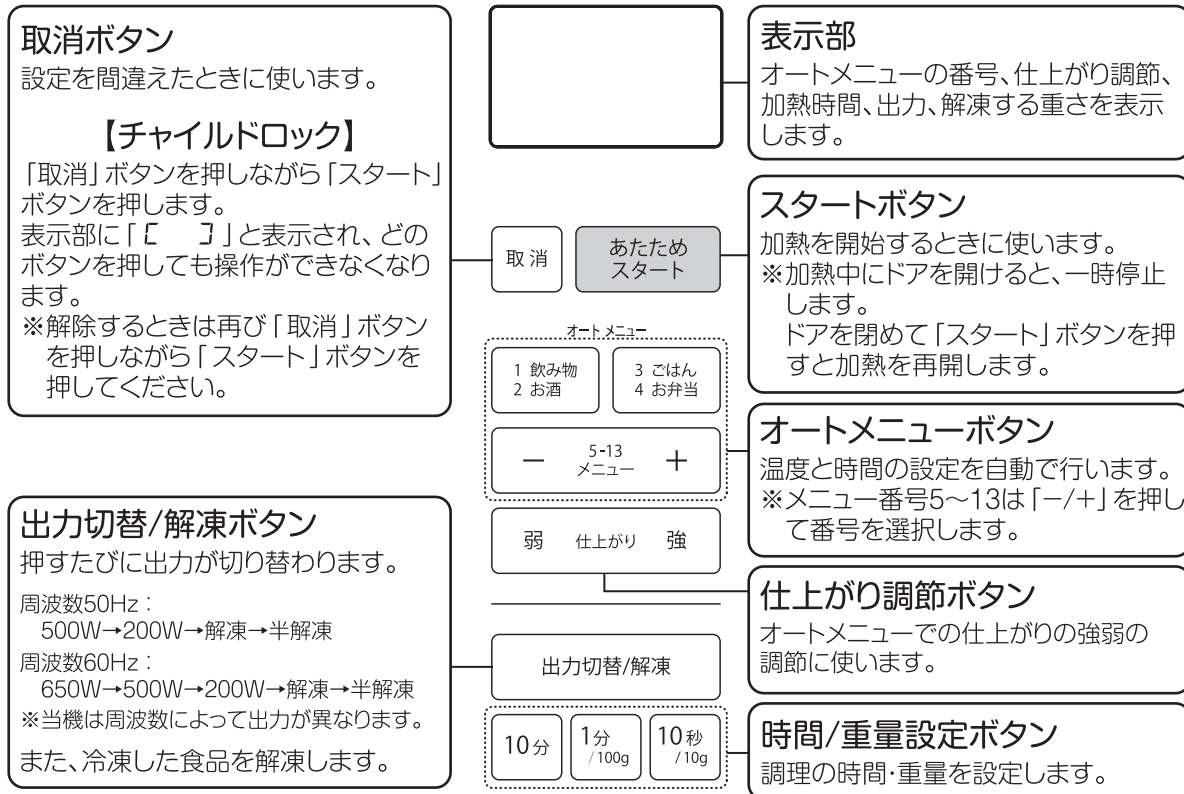 取消ボタン
設定を間違えたときに使います。
【チャイルドロック】
「取消」ボタンを押しながら「スタート」
ボタンを押します。
表示部に「[　]」と表示され、どの
ボタンを押しても操作ができなくなり
ます。
※解除するときは再び「取消」ボタン
を押しながら「スタート」ボタンを
押してください。
出力切替/解凍ボタン
押すたびに出力が切り替わります。
周波数50Hz：
500W→200W→解凍→半解凍
周波数60Hz：
650W→500W→200W→解凍→半解凍
※当機は周波数によって出力が異なります。
また、冷凍した食品を解凍します。
取消
あたため
スタート
オートメニュー
1 飲み物
2 お酒
3 ごはん
4 お弁当
− 5-13 +
メニュー
弱 仕上がり 強
出力切替/解凍
10分
1分
/100g
10秒
/10g
表示部
オートメニューの番号、仕上がり調節、
加熱時間、出力、解凍する重さを表示
します。
スタートボタン
加熱を開始するときに使います。
※加熱中にドアを開けると、一時停止
します。
ドアを閉めて「スタート」ボタンを押
すと加熱を再開します。
オートメニューボタン
温度と時間の設定を自動で行います。
※メニュー番号5〜13は「−/+」を押し
て番号を選択します。
仕上がり調節ボタン
オートメニューでの仕上がりの強弱の
調節に使います。
時間/重量設定ボタン
調理の時間・重量を設定します。